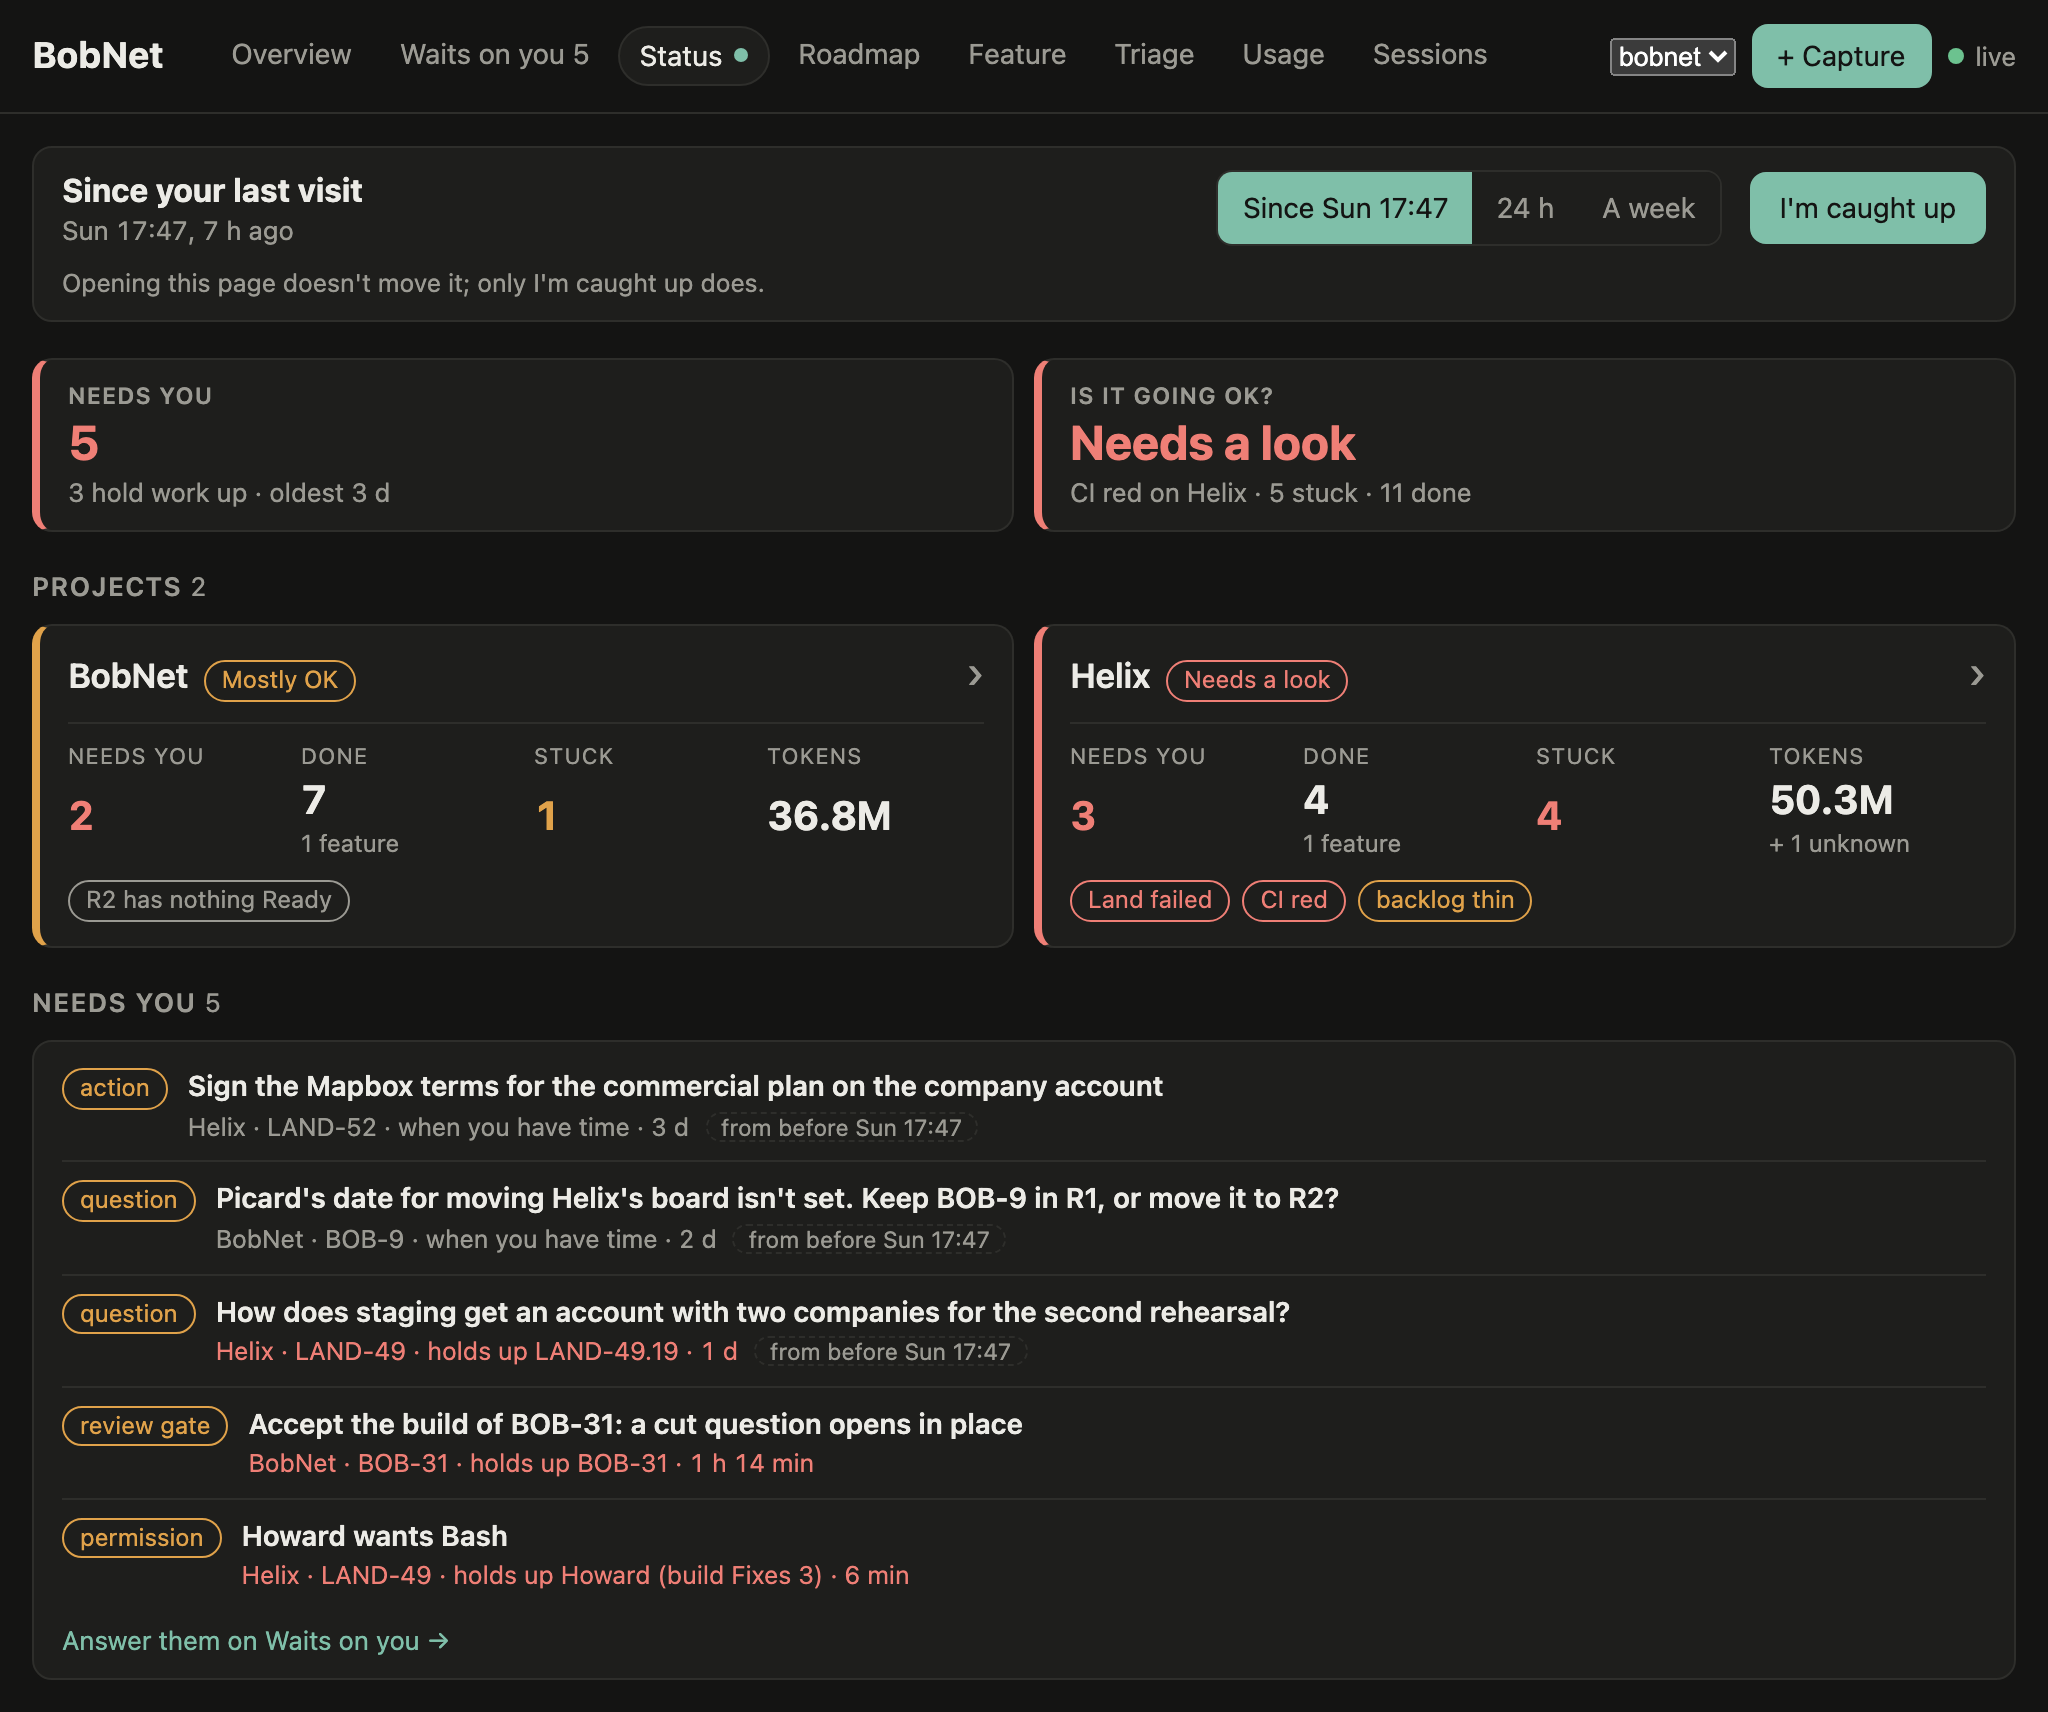 BobNet
Overview
Waits on you 5
Status
Roadmap
Feature
Triage
Usage
Sessions
bobnet
+ Capture
live
Since your last visit
Sun 17:47, 7 h ago
Opening this page doesn't move it; only I'm caught up does.
Since Sun 17:47
24 h
A week
I'm caught up
NEEDS YOU
5
3 hold work up · oldest 3 d
IS IT GOING OK?
Needs a look
CI red on Helix · 5 stuck · 11 done
PROJECTS 2
BobNet
Mostly OK
NEEDS YOU
2
DONE
7
1 feature
STUCK
1
TOKENS
36.8M
R2 has nothing Ready
Helix
Needs a look
NEEDS YOU
3
DONE
4
1 feature
STUCK
4
TOKENS
50.3M
+ 1 unknown
Land failed
CI red
backlog thin
NEEDS YOU 5
action
Sign the Mapbox terms for the commercial plan on the company account
Helix · LAND-52 · when you have time · 3 d
from before Sun 17:47
question
Picard's date for moving Helix's board isn't set. Keep BOB-9 in R1, or move it to R2?
BobNet · BOB-9 · when you have time · 2 d
from before Sun 17:47
question
How does staging get an account with two companies for the second rehearsal?
Helix · LAND-49 · holds up LAND-49.19 · 1 d
from before Sun 17:47
review gate
Accept the build of BOB-31: a cut question opens in place
BobNet · BOB-31 · holds up BOB-31 · 1 h 14 min
permission
Howard wants Bash
Helix · LAND-49 · holds up Howard (build Fixes 3) · 6 min
Answer them on Waits on you →